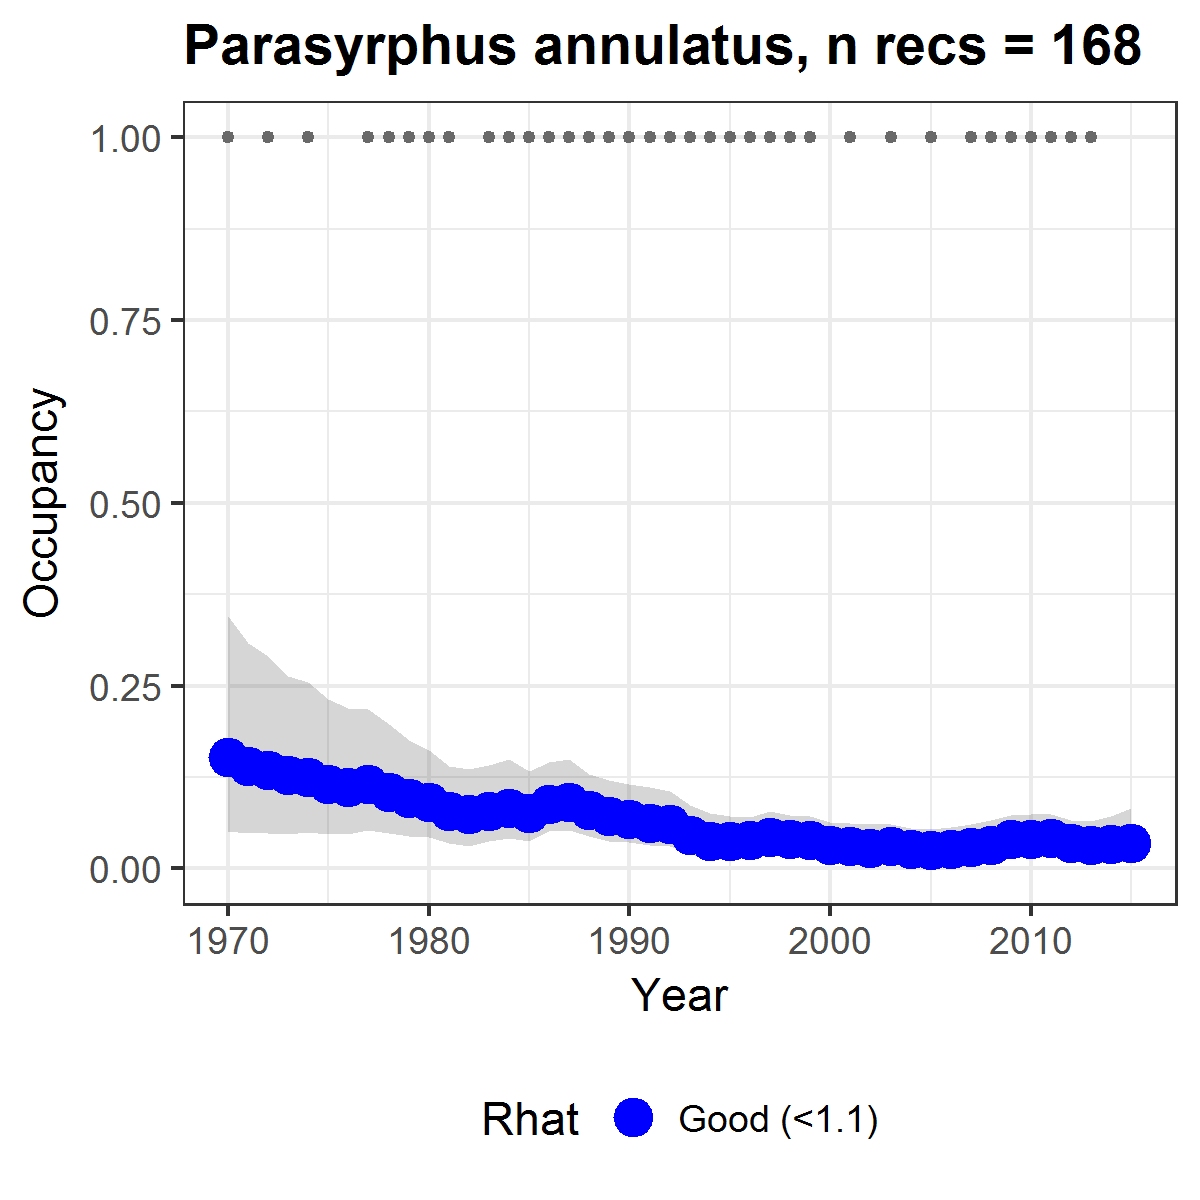 Parasyrphus annulatus, n recs = 168
1.00
0.75
0.50
0.25
0.00
Occupancy
1970 1980 1990 2000 2010
Year
Rhat Good (<1.1)